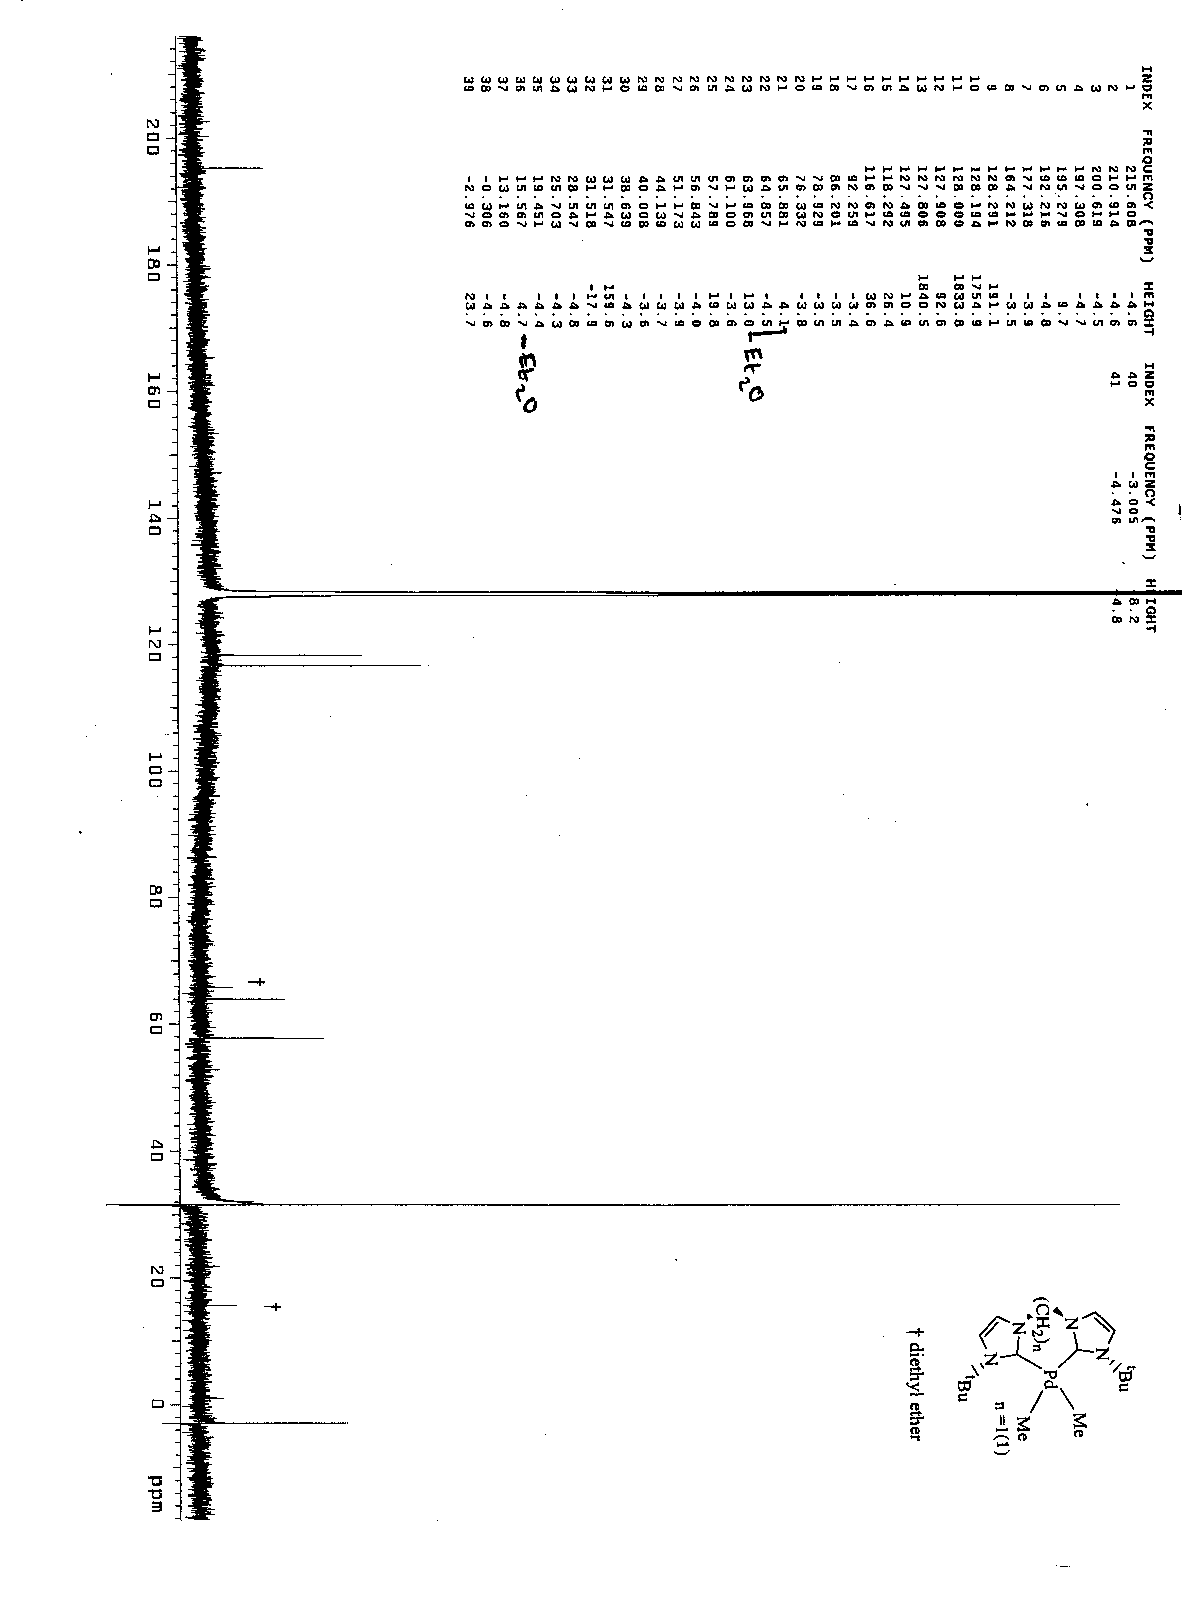 INDEX FREQUENCY (PPM) HEIGHT INDEX FREQUENCY (PPM) HEIGHT
1 215.608 -4.6 40 -3.005 8.2
2 210.914 -4.6 41 -4.476 -4.8
3 200.619 -4.5
4 197.308 -4.7
5 195.279 9.7
6 192.216 -4.8
7 177.318 -3.9
8 164.212 -3.5
9 128.291 191.1
10 128.194 1754.9
11 128.000 1833.8
12 127.908 92.6
13 127.806 1840.5
14 127.495 10.9
15 118.292 26.4
16 116.617 36.6
17 92.259 -3.4
18 86.201 -3.5
19 78.929 -3.5
20 76.332 -3.8
21 65.881 4.1
22 64.857 -4.5
23 63.968 13.0 -Et₂O
24 61.100 -3.6
25 57.789 19.8
26 56.843 -4.0
27 51.173 -3.9
28 44.139 -3.7
29 40.008 -3.6
30 38.639 -4.3
31 31.547 159.6
32 31.518 -17.9
33 28.547 -4.8
34 25.703 -4.3
35 19.451 -4.4
36 15.567 4.7 -Et₂O
37 13.160 -4.8
38 -0.306 -4.6
39 -2.976 23.7
N N ᵗBu
(CH₂)n Pd Me
N N Me
ᵗBu n =1(1)
† diethyl ether
† †
200 180 160 140 120 100 80 60 40 20 0 ppm